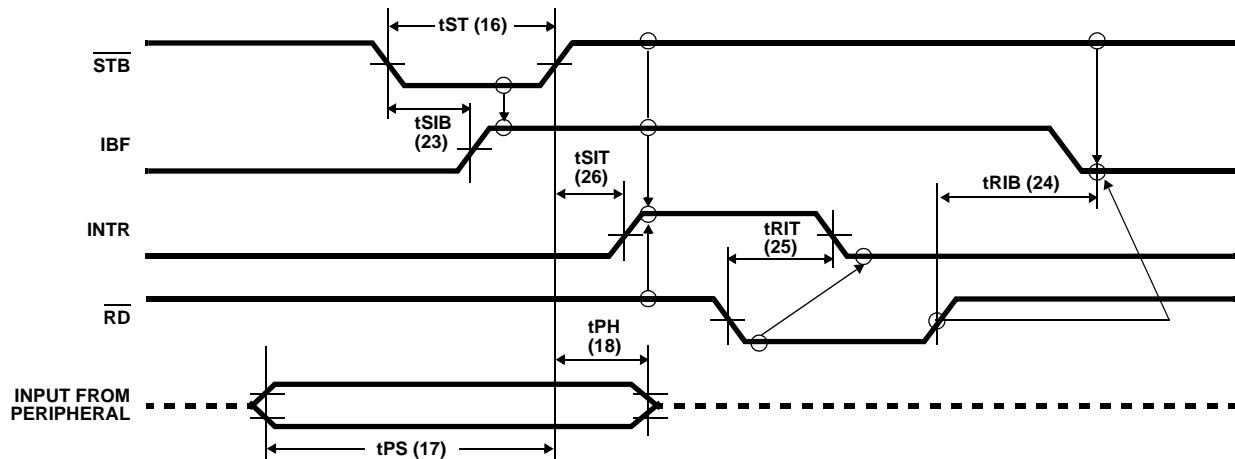 tST (16)
STB
tSIB
(23)
IBF
tSIT
(26)
tRIB (24)
INTR
tRIT
(25)
RD
tPH
(18)
INPUT FROM
PERIPHERAL
tPS (17)